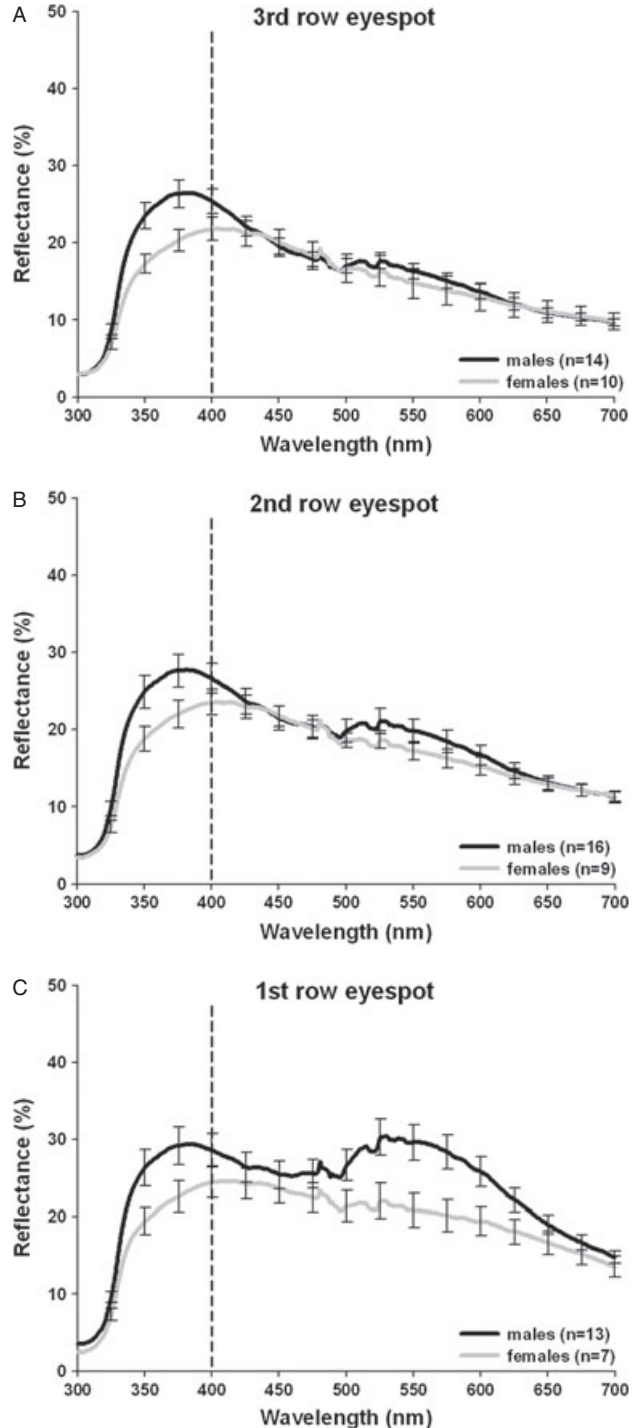 A
3rd row eyespot
50
40
30
20
10
0
Reflectance (%)
males (n=14)
females (n=10)
300 350 400 450 500 550 600 650 700
Wavelength (nm)
B
2nd row eyespot
50
40
30
20
10
0
Reflectance (%)
males (n=16)
females (n=9)
300 350 400 450 500 550 600 650 700
Wavelength (nm)
C
1st row eyespot
50
40
30
20
10
0
Reflectance (%)
males (n=13)
females (n=7)
300 350 400 450 500 550 600 650 700
Wavelength (nm)